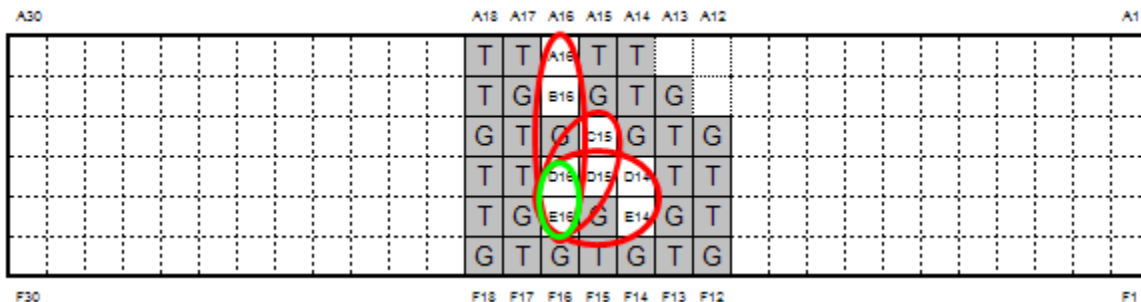 A30 A18 A17 A16 A15 A14 A13 A12 A1
T T A16 T T
T G B16 G T G
G T G C15 G T G
T T D16 D15 D14 T T
T G E16 G E14 G T
G T G T G T G
F30 F18 F17 F16 F15 F14 F13 F12 F1